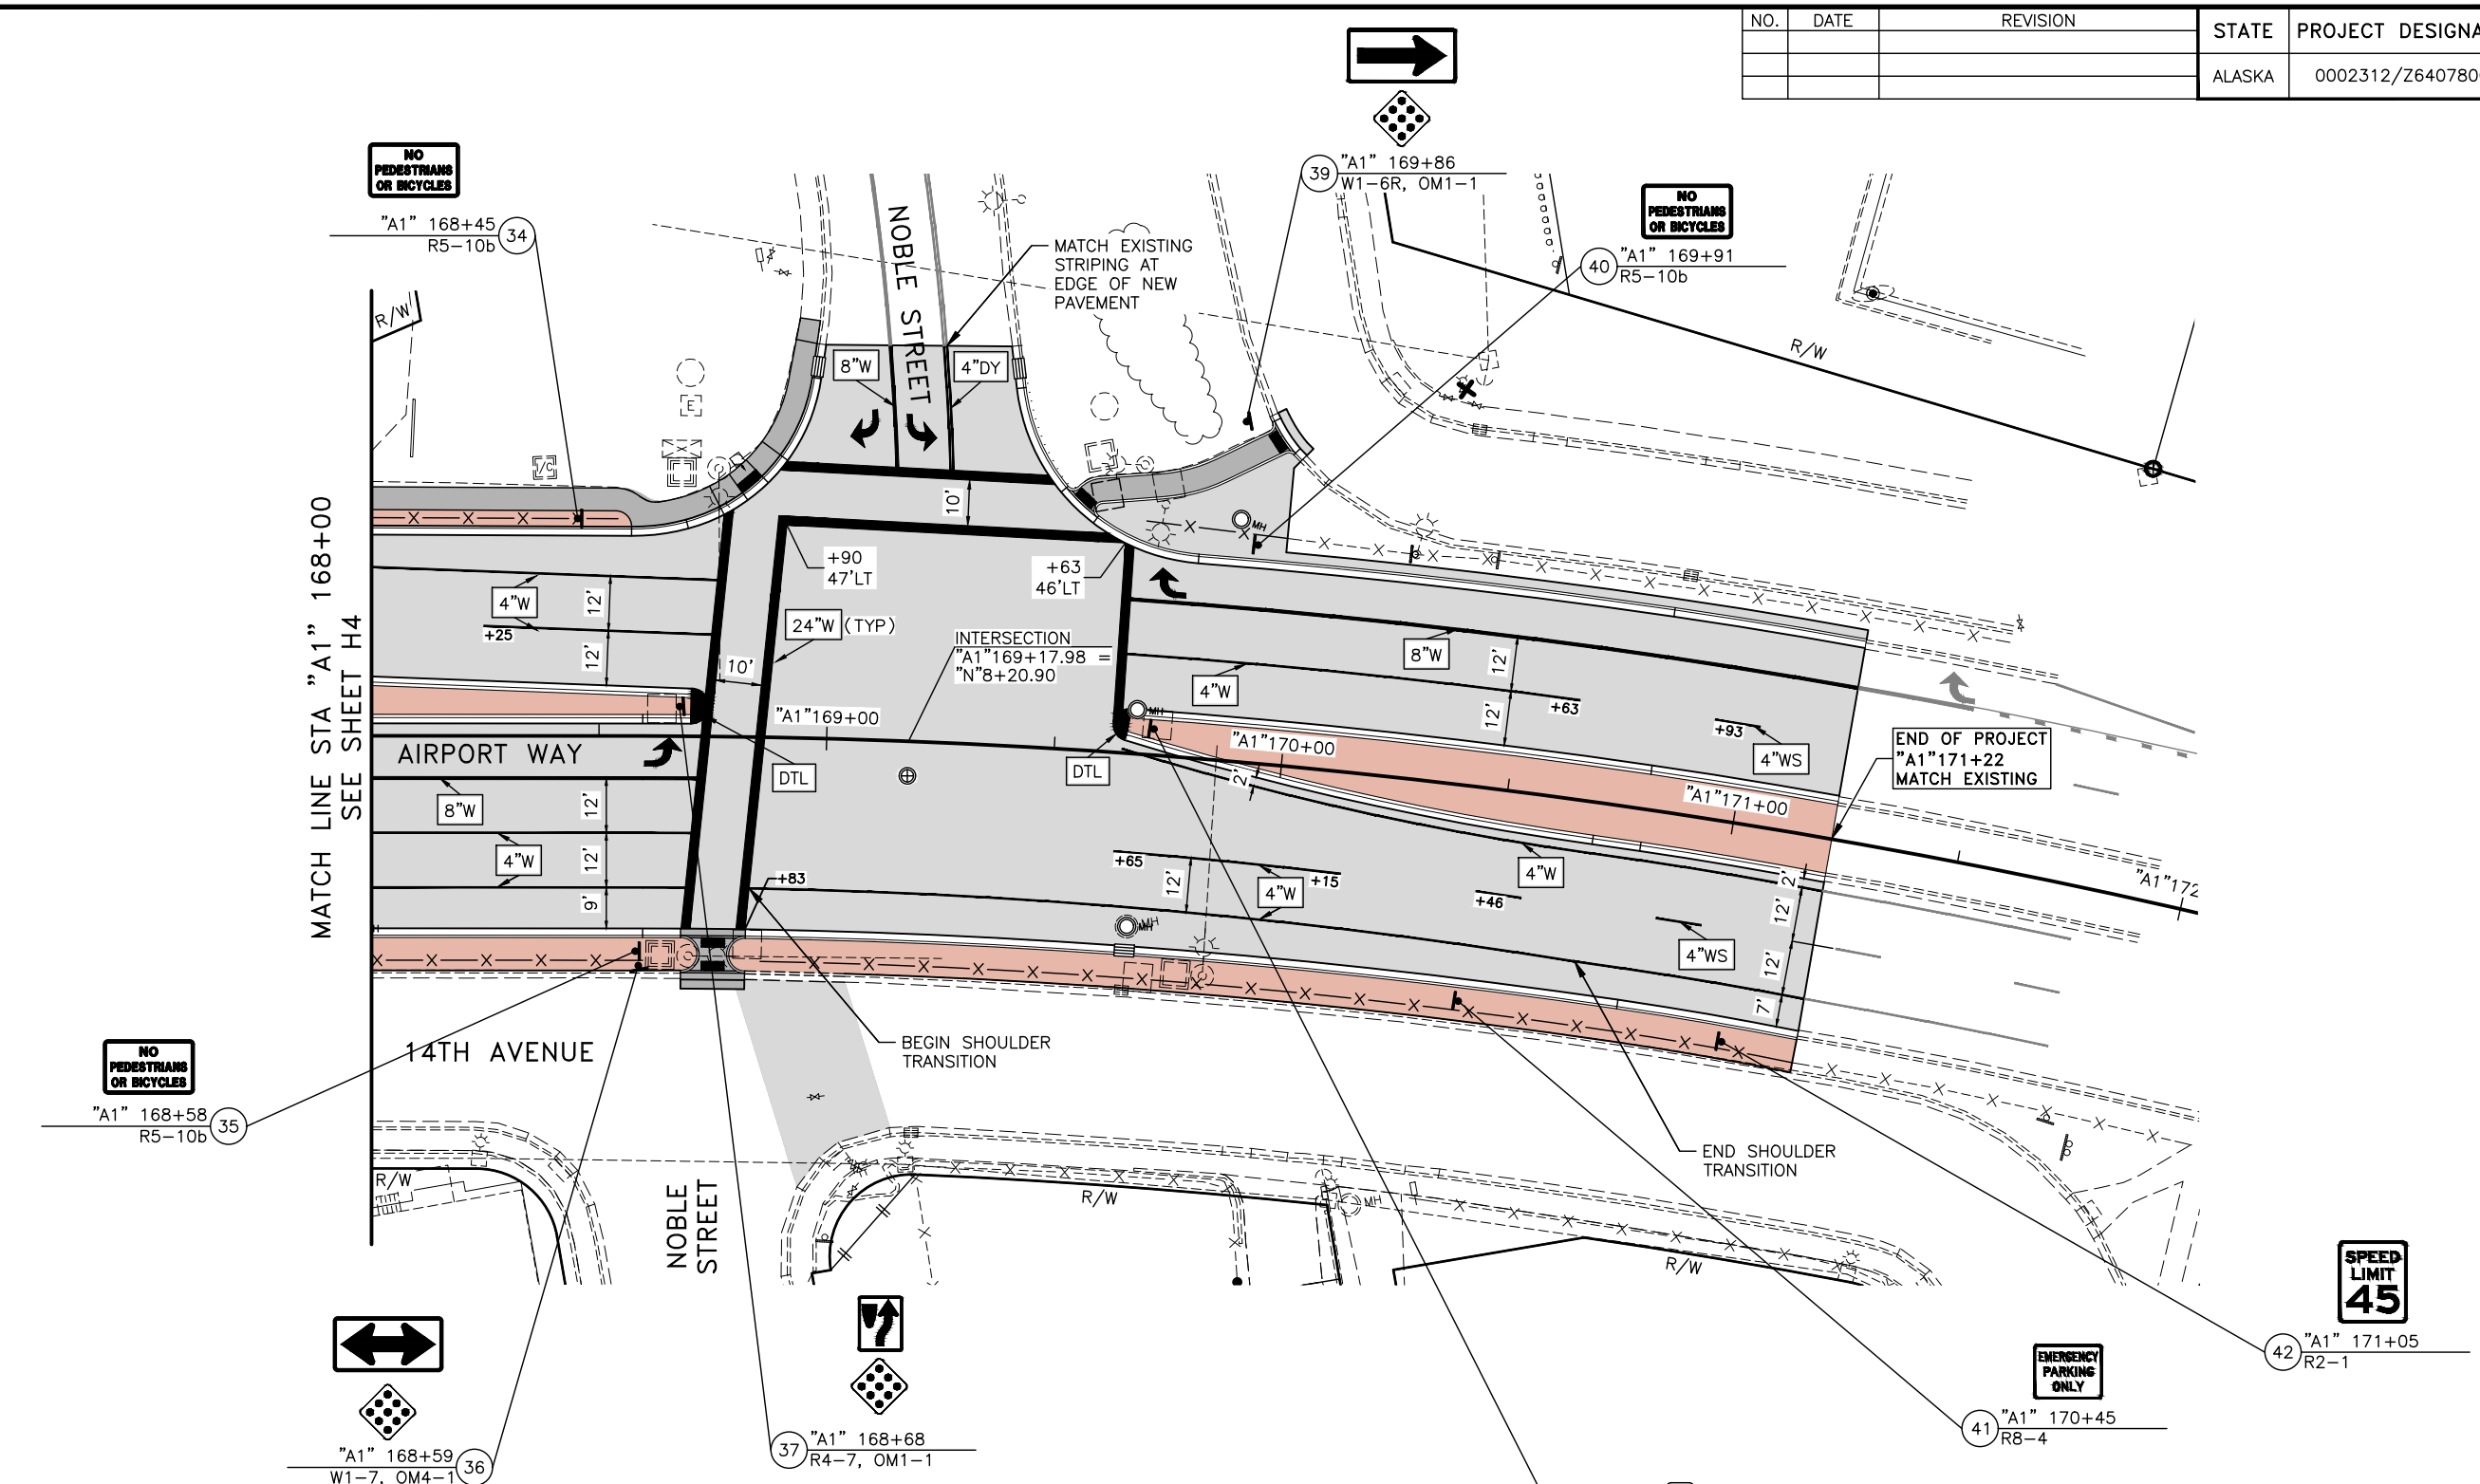 NO. DATE REVISION
STATE PROJECT DESIGNA
ALASKA 0002312/Z640780
NO
PEDESTRIANS
OR BICYCLES
"A1" 168+45
R5-10b
34
39
"A1" 169+86
W1-6R, OM1-1
NO
PEDESTRIANS
OR BICYCLES
40
"A1" 169+91
R5-10b
NOBLE STREET
MATCH EXISTING
STRIPING AT
EDGE OF NEW
PAVEMENT
R/W
R/W
8"W
4"DY
E
10'
MH
+90
47'LT
+63
46'LT
MATCH LINE STA "A1" 168+00
SEE SHEET H4
4"W
12'
+25
12'
24"W (TYP)
10'
INTERSECTION
"A1"169+17.98 =
"N"8+20.90
8"W
12'
4"W
12'
+63
MH
+93
4"WS
"A1"169+00
"A1"170+00
END OF PROJECT
"A1"171+22
MATCH EXISTING
AIRPORT WAY
DTL
DTL
2'
"A1"171+00
8"W
12'
4"W
12'
9'
+83
+65
12'
4"W
+15
4"W
+46
4"WS
2'
12'
12'
7'
"A1"172
MH
14TH AVENUE
BEGIN SHOULDER
TRANSITION
NO
PEDESTRIANS
OR BICYCLES
"A1" 168+58
R5-10b
35
END SHOULDER
TRANSITION
R/W
NOBLE
STREET
R/W
MH
R/W
SPEED
LIMIT
45
42
"A1" 171+05
R2-1
EMERGENCY
PARKING
ONLY
41
"A1" 170+45
R8-4
37
"A1" 168+68
R4-7, OM1-1
"A1" 168+59
W1-7, OM4-1
36